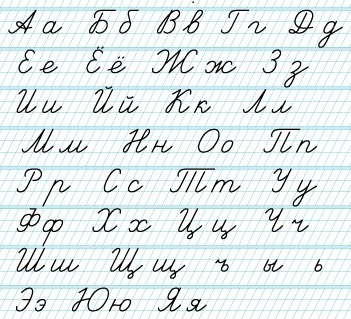 Аа Бб Вв Гг Дд
Ее Ёё Жж Зз
Ии Йй Кк Лл
Мм Нн Оо Пп
Рр Сс Тт Уу
Фф Хх Цц Чч
Шш Щщ ъ ы ь
Ээ Юю Яя